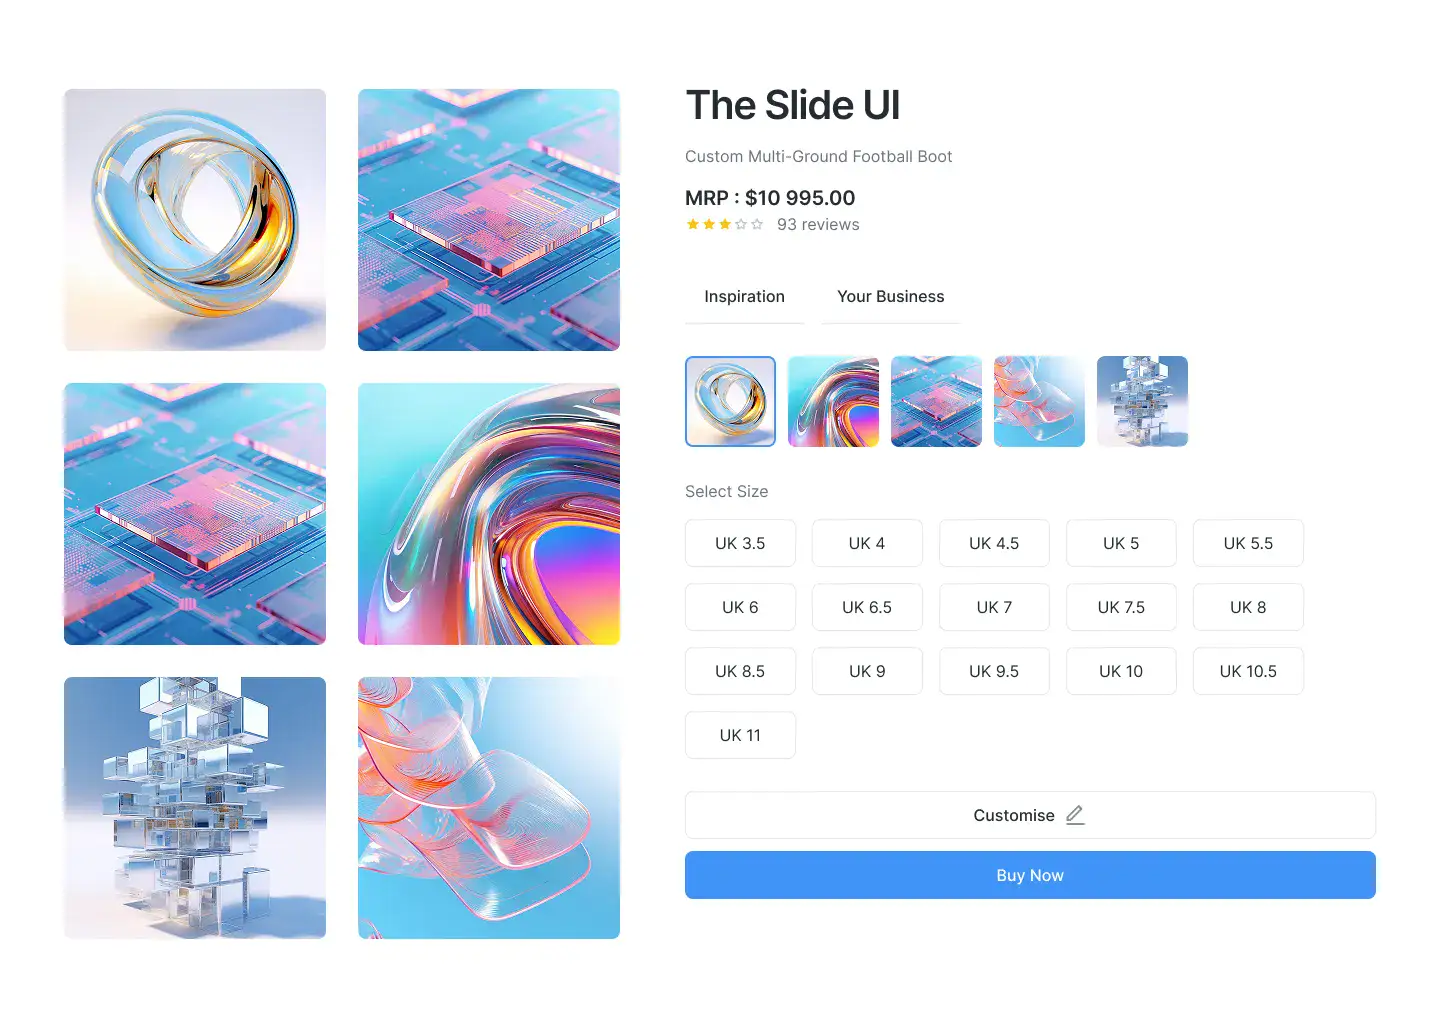 The Slide UI
Custom Multi-Ground Football Boot
MRP : $10 995.00
93 reviews
Inspiration Your Business
Select Size
UK 3.5 UK 4 UK 4.5 UK 5 UK 5.5
UK 6 UK 6.5 UK 7 UK 7.5 UK 8
UK 8.5 UK 9 UK 9.5 UK 10 UK 10.5
UK 11
Customise
Buy Now